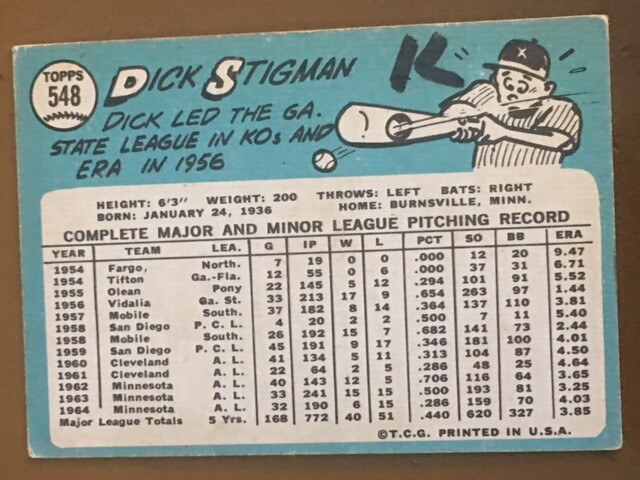 TOPPS
548
DICK STIGMAN
K
X
DICK LED THE GA.
STATE LEAGUE IN KOs AND
ERA IN 1956
HEIGHT: 6'3" WEIGHT: 200 THROWS: LEFT BATS: RIGHT
BORN: JANUARY 24, 1936 HOME: BURNSVILLE, MINN.
COMPLETE MAJOR AND MINOR LEAGUE PITCHING RECORD
YEAR TEAM LEA. G IP W L PCT SO BB ERA
1954 Fargo, North. 7 19 0 0 .000 12 20 9.47
1954 Tifton Ga.-Fla. 12 55 0 6 .000 37 31 6.71
1955 Olean Pony 22 145 5 12 .294 101 91 5.52
1956 Vidalia Ga. St. 33 213 17 9 .654 263 97 1.44
1957 Mobile South. 37 182 8 14 .364 137 110 3.81
1958 San Diego P.C.L. 4 20 2 2 .500 7 11 5.40
1958 Mobile South. 26 192 15 7 .682 141 73 2.44
1959 San Diego P.C.L. 45 191 9 17 .346 181 100 4.01
1960 Cleveland A.L. 41 134 5 11 .313 104 87 4.50
1961 Cleveland A.L. 22 64 2 5 .286 48 25 4.64
1962 Minnesota A.L. 40 143 12 5 .706 116 64 3.65
1963 Minnesota A.L. 33 241 15 15 .500 193 81 3.25
1964 Minnesota A.L. 32 190 6 15 .286 159 70 4.03
Major League Totals 5 Yrs. 168 772 40 51 .440 620 327 3.85
©T.C.G. PRINTED IN U.S.A.